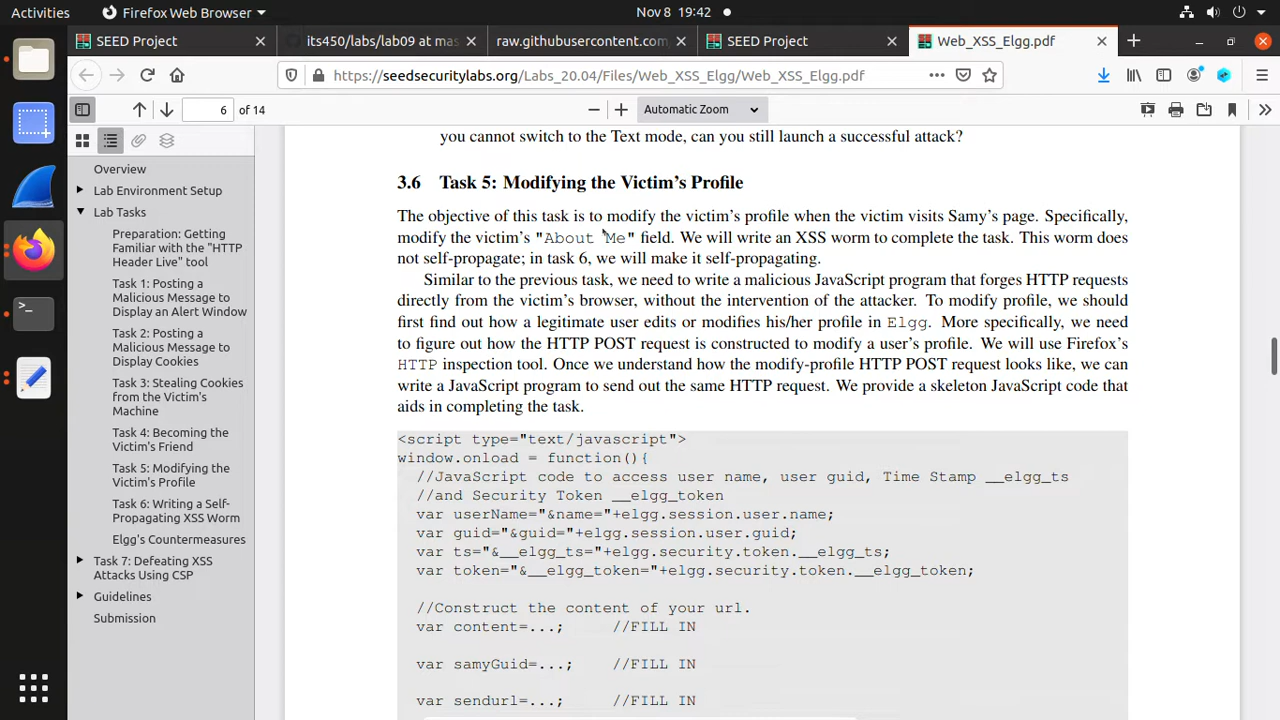 Activities
Firefox Web Browser
Nov 8 19:42
SEED Project
its450/labs/lab09 at mas
raw.githubusercontent.com
SEED Project
Web_XSS_Elgg.pdf
https://seedsecuritylabs.org/Labs_20.04/Files/Web_XSS_Elgg/Web_XSS_Elgg.pdf
6 of 14
Automatic Zoom
Overview
Lab Environment Setup
Lab Tasks
Preparation: Getting
Familiar with the "HTTP
Header Live" tool
Task 1: Posting a
Malicious Message to
Display an Alert Window
Task 2: Posting a
Malicious Message to
Display Cookies
Task 3: Stealing Cookies
from the Victim's
Machine
Task 4: Becoming the
Victim's Friend
Task 5: Modifying the
Victim's Profile
Task 6: Writing a Self-
Propagating XSS Worm
Elgg's Countermeasures
Task 7: Defeating XSS
Attacks Using CSP
Guidelines
Submission
you cannot switch to the Text mode, can you still launch a successful attack?
3.6 Task 5: Modifying the Victim's Profile
The objective of this task is to modify the victim's profile when the victim visits Samy's page. Specifically,
modify the victim's "About Me" field. We will write an XSS worm to complete the task. This worm does
not self-propagate; in task 6, we will make it self-propagating.
Similar to the previous task, we need to write a malicious JavaScript program that forges HTTP requests
directly from the victim's browser, without the intervention of the attacker. To modify profile, we should
first find out how a legitimate user edits or modifies his/her profile in Elgg. More specifically, we need
to figure out how the HTTP POST request is constructed to modify a user's profile. We will use Firefox's
HTTP inspection tool. Once we understand how the modify-profile HTTP POST request looks like, we can
write a JavaScript program to send out the same HTTP request. We provide a skeleton JavaScript code that
aids in completing the task.
<script type="text/javascript">
window.onload = function(){
//JavaScript code to access user name, user guid, Time Stamp __elgg_ts
//and Security Token __elgg_token
var userName="&name="+elgg.session.user.name;
var guid="&guid="+elgg.session.user.guid;
var ts="&__elgg_ts="+elgg.security.token.__elgg_ts;
var token="&__elgg_token="+elgg.security.token.__elgg_token;
//Construct the content of your url.
var content=...; //FILL IN
var samyGuid=...; //FILL IN
var sendurl=...; //FILL IN